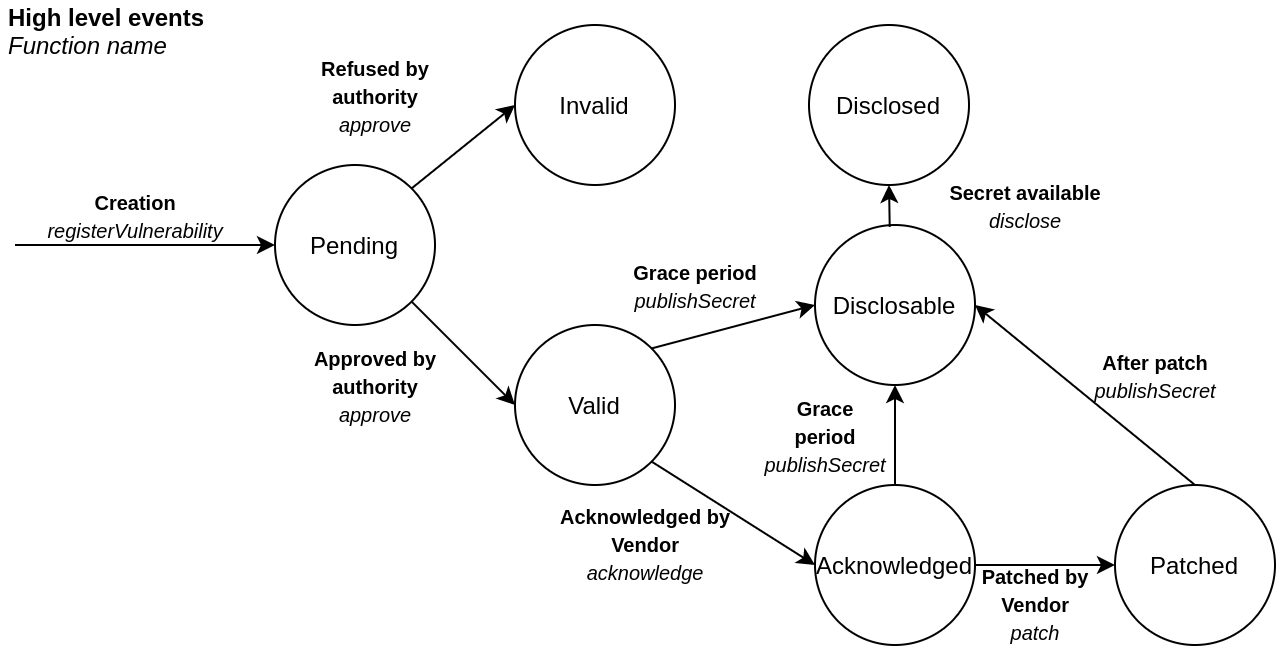 High level events
Function name
Refused by
authority
approve
Invalid
Disclosed
Creation
registerVulnerability
Pending
Secret available
disclose
Grace period
publishSecret
Disclosable
Approved by
authority
approve
Valid
After patch
publishSecret
Grace
period
publishSecret
Acknowledged by
Vendor
acknowledge
Acknowledged
Patched by
Vendor
patch
Patched